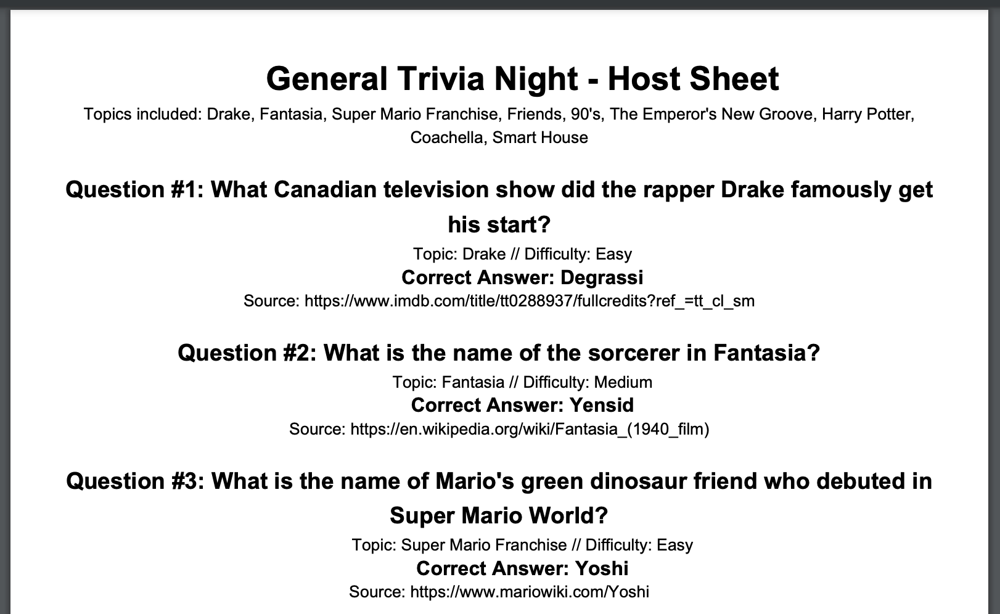 General Trivia Night - Host Sheet
Topics included: Drake, Fantasia, Super Mario Franchise, Friends, 90's, The Emperor's New Groove, Harry Potter,
Coachella, Smart House
Question #1: What Canadian television show did the rapper Drake famously get
his start?
Topic: Drake // Difficulty: Easy
Correct Answer: Degrassi
Source: https://www.imdb.com/title/tt0288937/fullcredits?ref_=tt_cl_sm
Question #2: What is the name of the sorcerer in Fantasia?
Topic: Fantasia // Difficulty: Medium
Correct Answer: Yensid
Source: https://en.wikipedia.org/wiki/Fantasia_(1940_film)
Question #3: What is the name of Mario's green dinosaur friend who debuted in
Super Mario World?
Topic: Super Mario Franchise // Difficulty: Easy
Correct Answer: Yoshi
Source: https://www.mariowiki.com/Yoshi